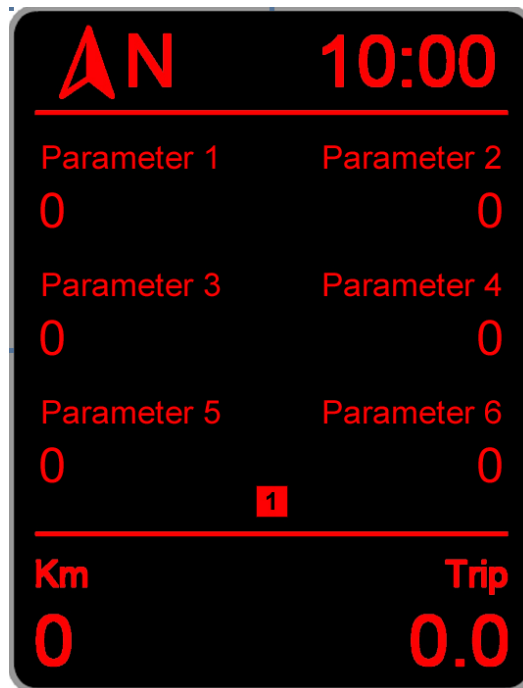 N 10:00
Parameter 1 Parameter 2
0 0
Parameter 3 Parameter 4
0 0
Parameter 5 Parameter 6
0 0
1
Km Trip
0 0.0